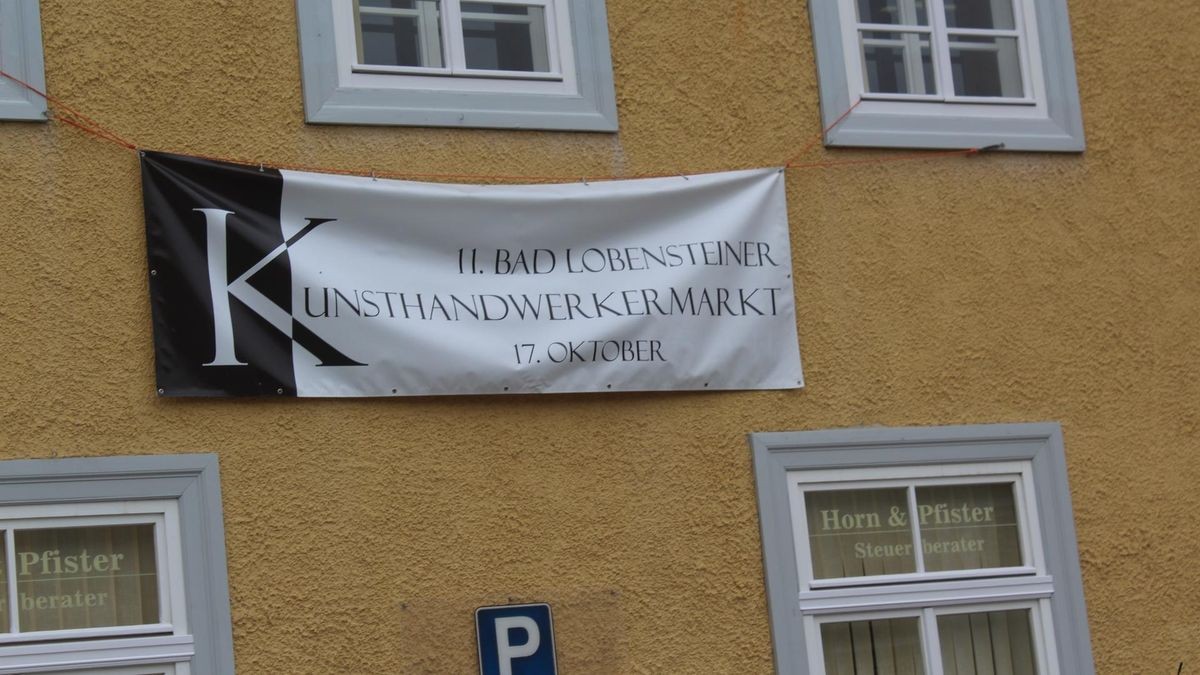 11. BAD LOBENSTEINER
KUNSTHANDWERKERMARKT
17. OKTOBER
Horn & Pfister
Steuerberater
& Pfister
berater
P